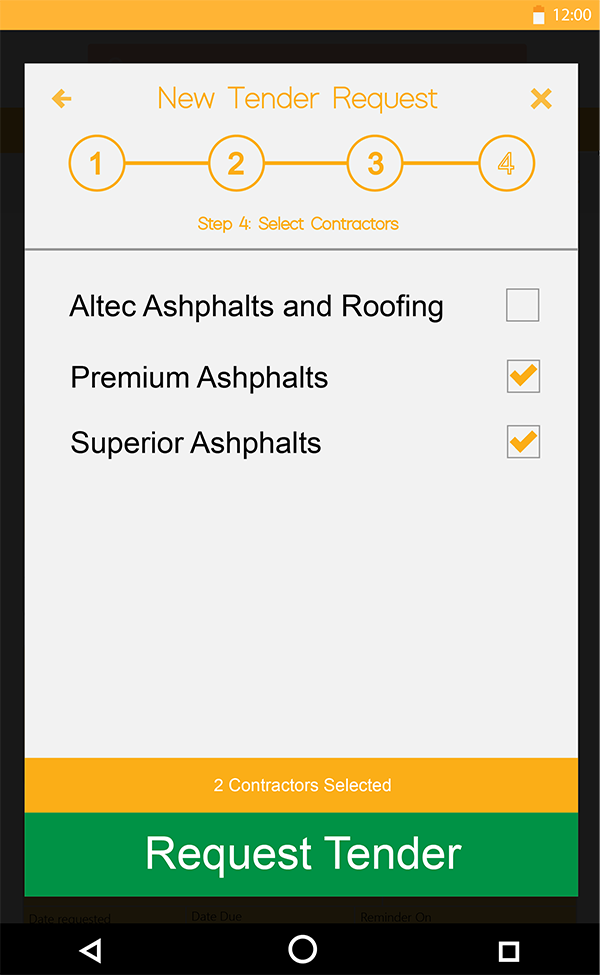 12:00
New Tender Request
1 2 3 4
Step 4: Select Contractors
Altec Ashphalts and Roofing
Premium Ashphalts
Superior Ashphalts
2 Contractors Selected
Request Tender
Date requested Date Due Reminder On